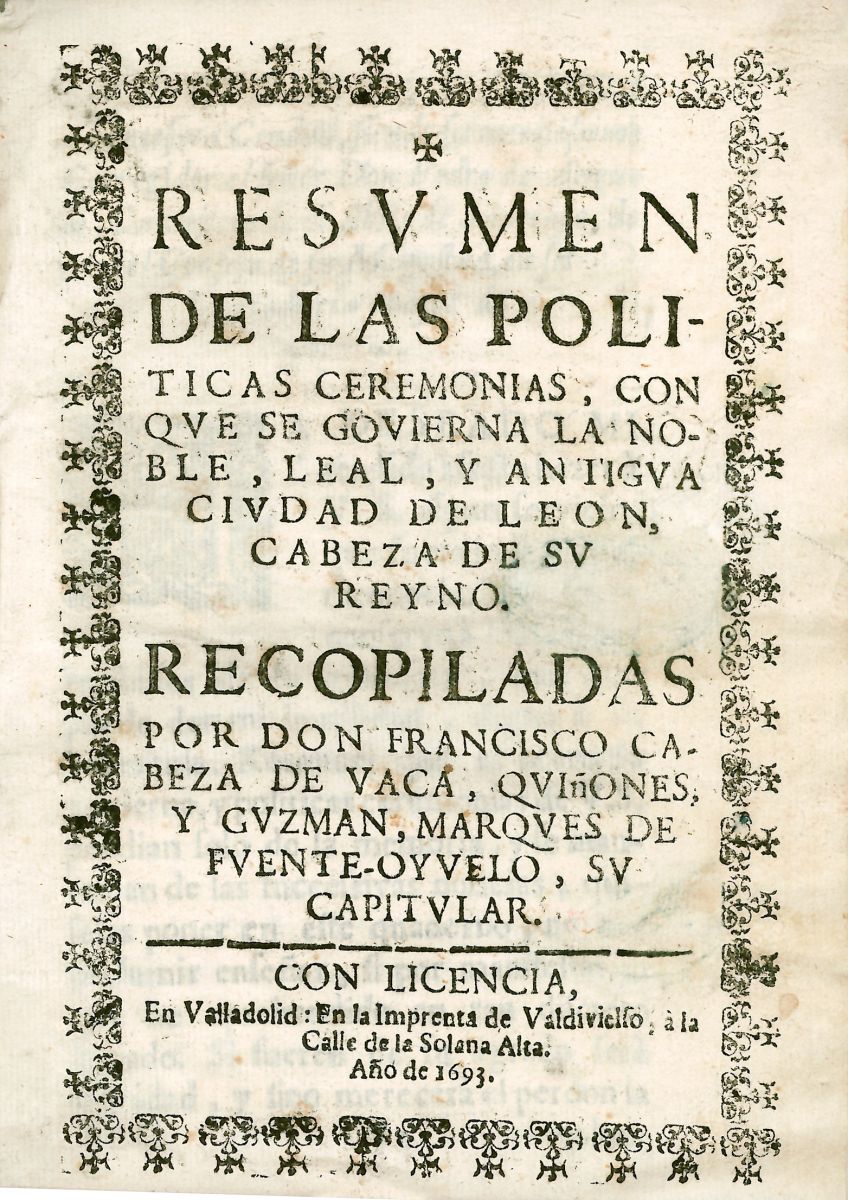 ✠
RESVMEN
DE LAS POLI-
TICAS CEREMONIAS, CON
QVE SE GOVIERNA LA NO-
BLE, LEAL, Y ANTIGVA
CIVDAD DE LEON,
CABEZA DE SV
REYNO.
RECOPILADAS
POR DON FRANCISCO CA-
BEZA DE VACA, QVIñONES,
Y GVZMAN, MARQVES DE
FVENTE-OYVELO, SV
CAPITVLAR.
CON LICENCIA,
En Valladolid: En la Imprenta de Valdivielso, à la
Calle de la Solana Alta.
Año de 1693.